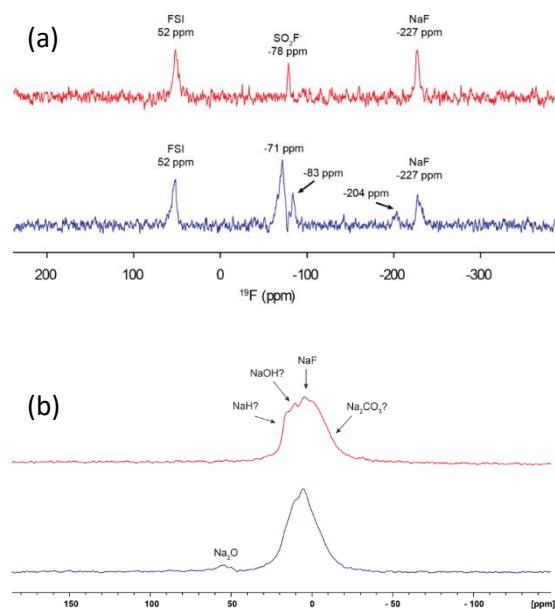 (a)
FSI
52 ppm
SO₂F⁻
-78 ppm
NaF
-227 ppm
FSI
52 ppm
-71 ppm
-83 ppm
-204 ppm
NaF
-227 ppm
200 100 0 -100 -200 -300
¹⁹F (ppm)
(b)
NaH?
NaOH?
NaF
Na₂CO₃?
Na₂O
150 100 50 0 -50 - 100 [ppm]